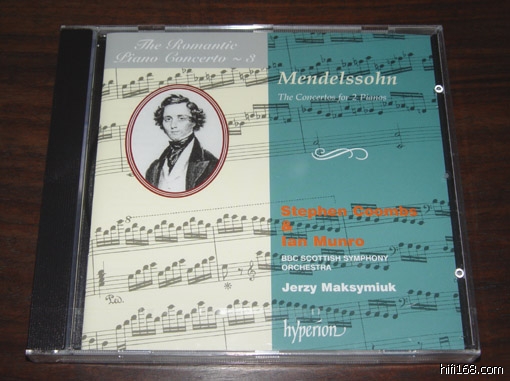 The Romantic
Piano Concerto ~ 3
Mendelssohn
The Concertos for 2 Pianos
Stephen Coombs
&
Ian Munro
BBC SCOTTISH SYMPHONY
ORCHESTRA
Jerzy Maksymiuk
hyperion
hifi168.com